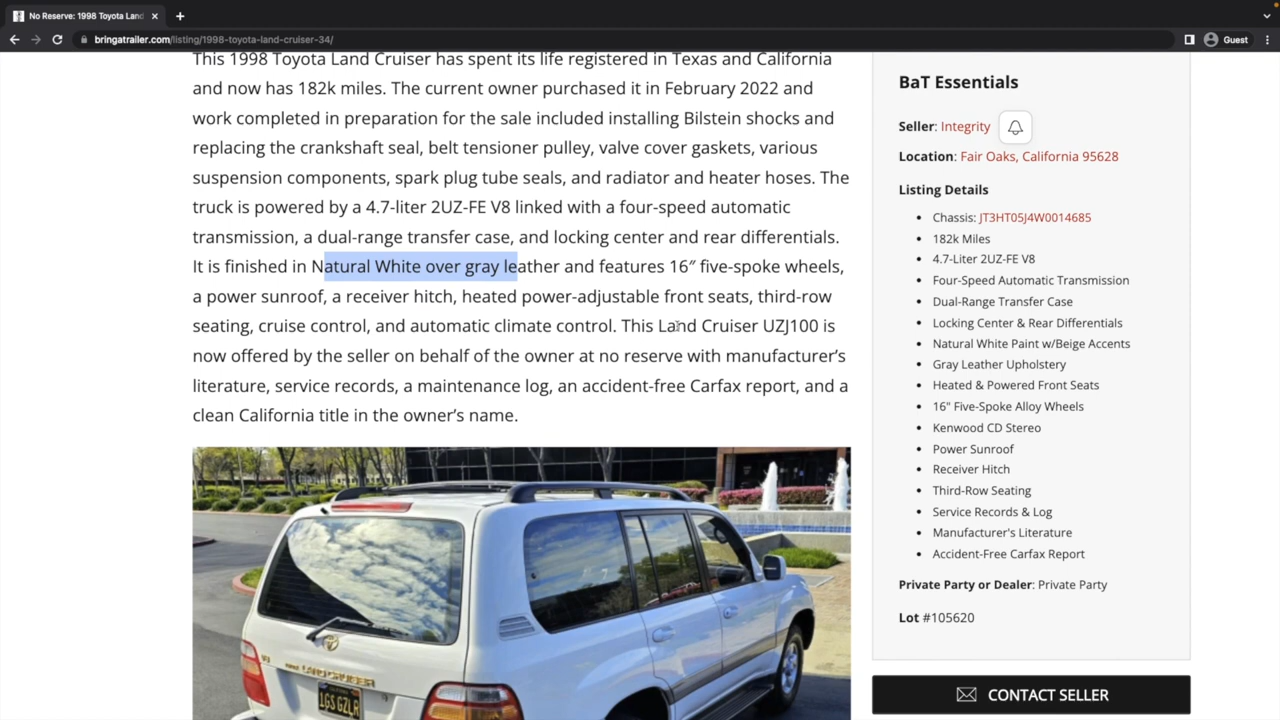 No Reserve: 1998 Toyota Land
bringatrailer.com/listing/1998-toyota-land-cruiser-34/
Guest
This 1998 Toyota Land Cruiser has spent its life registered in Texas and California
and now has 182k miles. The current owner purchased it in February 2022 and
work completed in preparation for the sale included installing Bilstein shocks and
replacing the crankshaft seal, belt tensioner pulley, valve cover gaskets, various
suspension components, spark plug tube seals, and radiator and heater hoses. The
truck is powered by a 4.7-liter 2UZ-FE V8 linked with a four-speed automatic
transmission, a dual-range transfer case, and locking center and rear differentials.
It is finished in Natural White over gray leather and features 16″ five-spoke wheels,
a power sunroof, a receiver hitch, heated power-adjustable front seats, third-row
seating, cruise control, and automatic climate control. This Land Cruiser UZJ100 is
now offered by the seller on behalf of the owner at no reserve with manufacturer’s
literature, service records, a maintenance log, an accident-free Carfax report, and a
clean California title in the owner’s name.
LAND CRUISER
BaT Essentials
Seller: Integrity
Location: Fair Oaks, California 95628
Listing Details
Chassis: JT3HT05J4W0014685
182k Miles
4.7-Liter 2UZ-FE V8
Four-Speed Automatic Transmission
Dual-Range Transfer Case
Locking Center & Rear Differentials
Natural White Paint w/Beige Accents
Gray Leather Upholstery
Heated & Powered Front Seats
16" Five-Spoke Alloy Wheels
Kenwood CD Stereo
Power Sunroof
Receiver Hitch
Third-Row Seating
Service Records & Log
Manufacturer's Literature
Accident-Free Carfax Report
Private Party or Dealer: Private Party
Lot #105620
CONTACT SELLER